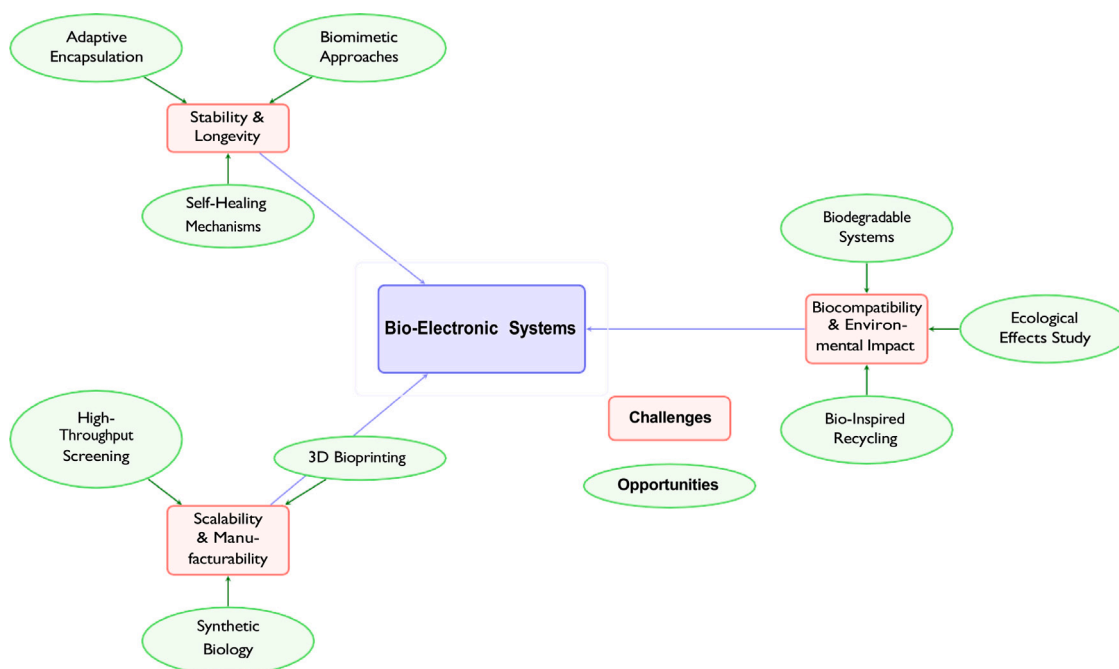 Adaptive
Encapsulation
Biomimetic
Approaches
Stability &
Longevity
Self-Healing
Mechanisms
Biodegradable
Systems
Bio-Electronic Systems
Biocompatibility
& Environ-
mental Impact
Ecological
Effects Study
Bio-Inspired
Recycling
Challenges
Opportunities
High-
Throughput
Screening
3D Bioprinting
Scalability
& Manu-
facturability
Synthetic
Biology